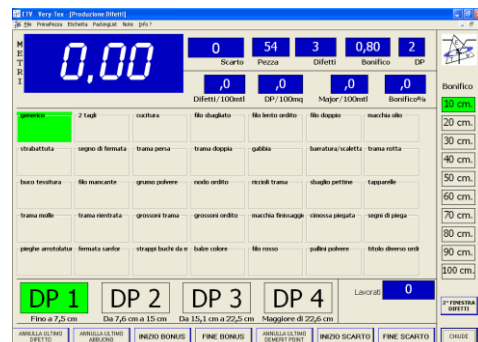 ETV Very Tex [Produzione Difetti]
File PrimaPezza Etichetta PackingList Note Info ?
METRI
0,00
0 54 3 0,80 2
Scarto Pezza Difetti Bonifico DP
,0 ,0 ,0 ,0
Difetti/100mtl DP/100mq Major/100mtl Bonifico%
Bonifico
generico 2 tagli cucitura filo sbagliato filo lento ordito filo doppio macchia olio
10 cm.
20 cm.
strabattuta segno di fermata trama persa trama doppia gabbia barratura/scaletta trama rotta
30 cm.
40 cm.
buco tessitura filo mancante grumo polvere nodo ordito riccioli trama sbaglio pettine tapparelle
50 cm.
60 cm.
trama molle trama rientrata grossoni trama grossoni ordito macchia finissaggi cimossa piegata segni di piega
70 cm.
80 cm.
pieghe arrotolatur fermata sanfor strappi buchi da m balze colore filo rosso pallini polvere titolo diverso ordi
90 cm.
100 cm.
DP 1 DP 2 DP 3 DP 4
Lavorati 0
Fino a 7,5 cm Da 7,6 cm a 15 cm Da 15,1 cm a 22,5 cm Maggiore di 22,6 cm
2° FINESTRA DIFETTI
ANNULLA ULTIMO DIFETTO
ANNULLA ULTIMO ABBUONO
INIZIO BONUS
FINE BONUS
ANNULLA ULTIMO DEMERIT POINT
INIZIO SCARTO
FINE SCARTO
CHIUDI